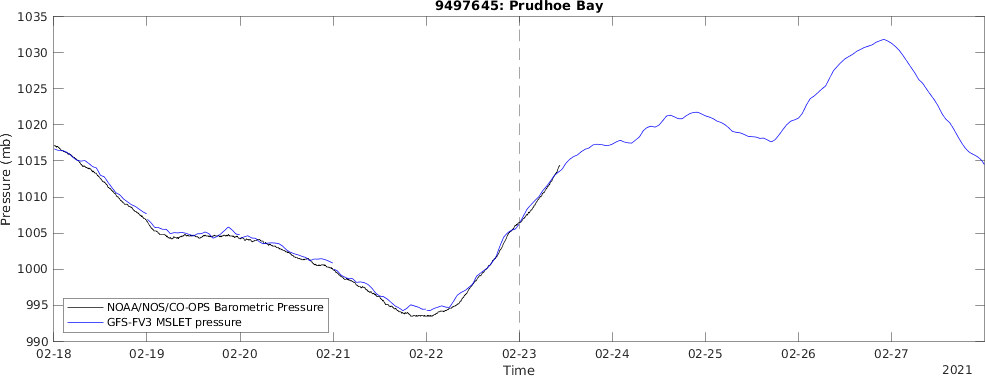 9497645: Prudhoe Bay
1035
1030
1025
1020
1015
1010
1005
1000
995
990
Pressure (mb)
NOAA/NOS/CO-OPS Barometric Pressure
GFS-FV3 MSLET pressure
02-18 02-19 02-20 02-21 02-22 02-23 02-24 02-25 02-26 02-27
Time
2021